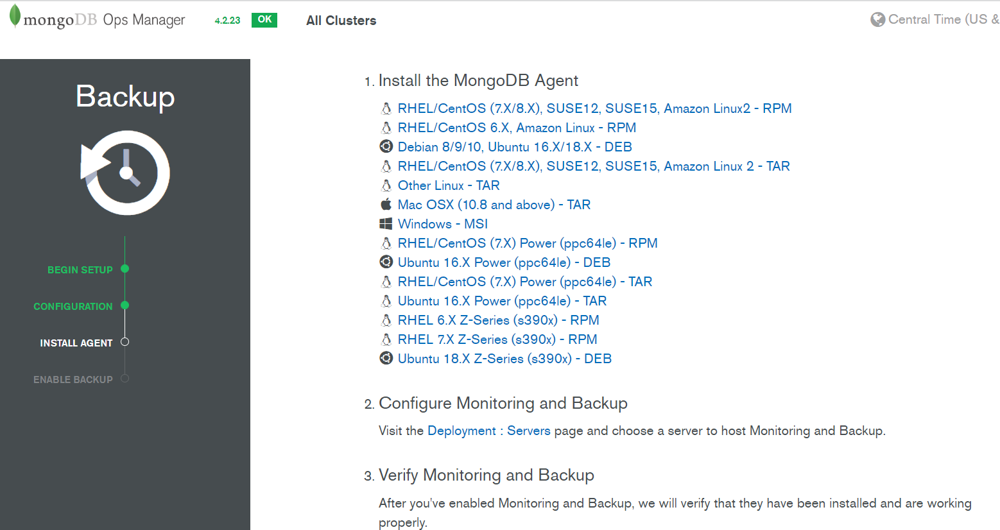 mongoDB Ops Manager 4.2.23 OK All Clusters Central Time (US &
Backup
BEGIN SETUP
CONFIGURATION
INSTALL AGENT
ENABLE BACKUP
1. Install the MongoDB Agent
RHEL/CentOS (7.X/8.X), SUSE12, SUSE15, Amazon Linux2 - RPM
RHEL/CentOS 6.X, Amazon Linux - RPM
Debian 8/9/10, Ubuntu 16.X/18.X - DEB
RHEL/CentOS (7.X/8.X), SUSE12, SUSE15, Amazon Linux 2 - TAR
Other Linux - TAR
Mac OSX (10.8 and above) - TAR
Windows - MSI
RHEL/CentOS (7.X) Power (ppc64le) - RPM
Ubuntu 16.X Power (ppc64le) - DEB
RHEL/CentOS (7.X) Power (ppc64le) - TAR
Ubuntu 16.X Power (ppc64le) - TAR
RHEL 6.X Z-Series (s390x) - RPM
RHEL 7.X Z-Series (s390x) - RPM
Ubuntu 18.X Z-Series (s390x) - DEB
2. Configure Monitoring and Backup
Visit the Deployment : Servers page and choose a server to host Monitoring and Backup.
3. Verify Monitoring and Backup
After you've enabled Monitoring and Backup, we will verify that they have been installed and are working
properly.